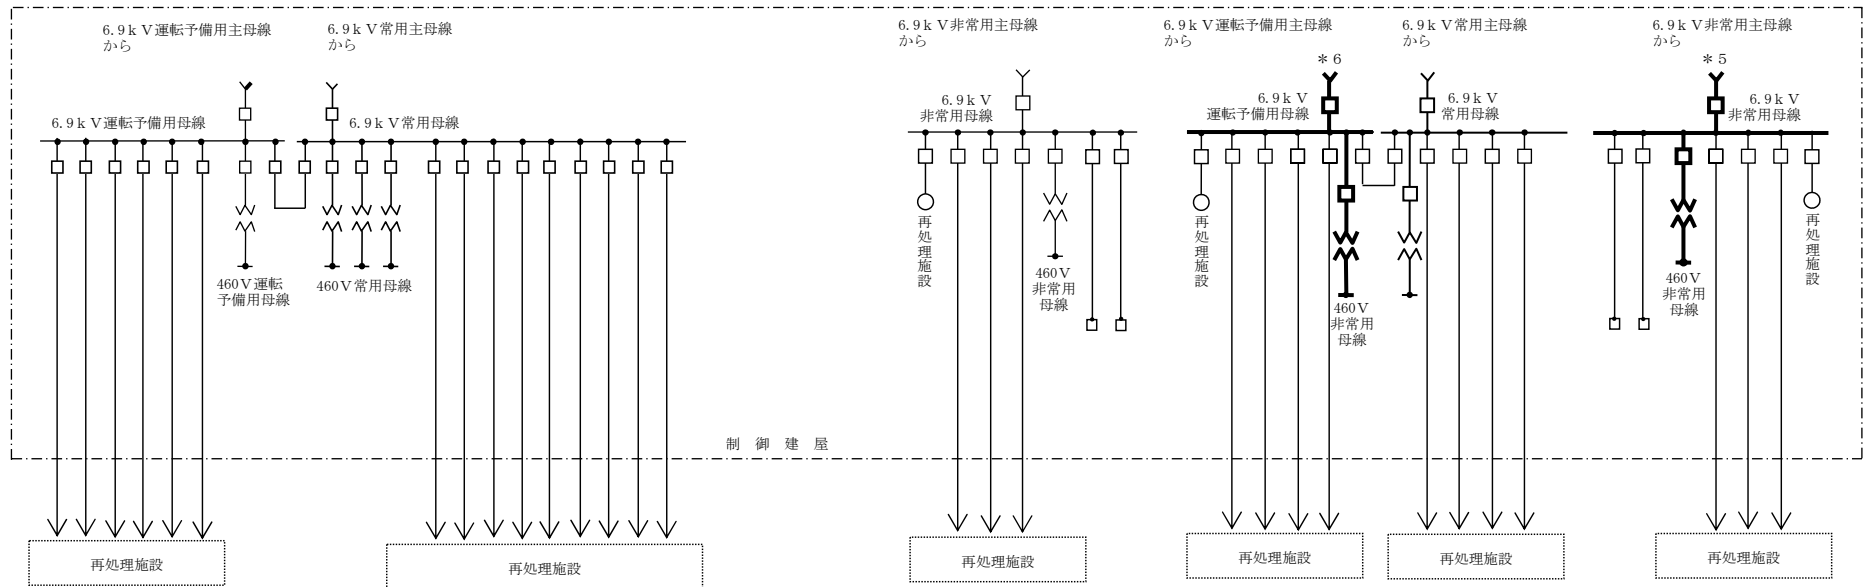 6.9kV運転予備用主母線
から
6.9kV常用主母線
から
6.9kV非常用主母線
から
6.9kV運転予備用主母線
から
6.9kV常用主母線
から
6.9kV非常用主母線
から
*6
*5
6.9kV運転予備用母線
6.9kV常用母線
6.9kV
非常用母線
6.9kV
運転予備用母線
6.9kV
常用母線
6.9kV
非常用母線
再処理施設
再処理施設
再処理施設
460V運転
予備用母線
460V常用母線
460V
非常用
母線
460V
非常用
母線
460V
非常用
母線
制御建屋
再処理施設
再処理施設
再処理施設
再処理施設
再処理施設
再処理施設